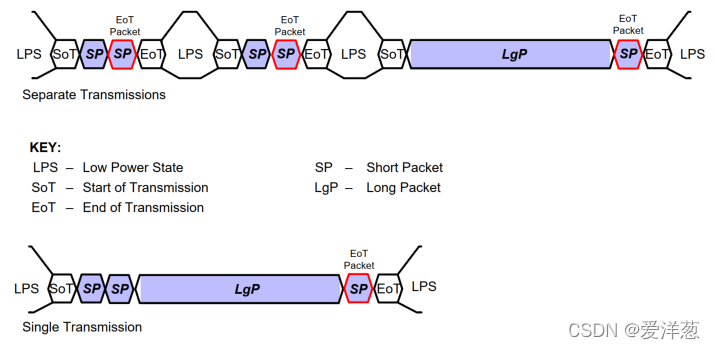 EoT Packet EoT Packet EoT Packet
LPS SoT SP SP EoT LPS SoT SP SP EoT LPS SoT LgP SP EoT LPS
Separate Transmissions
KEY:
LPS – Low Power State SP – Short Packet
SoT – Start of Transmission LgP – Long Packet
EoT – End of Transmission
EoT Packet
LPS SoT SP SP LgP SP EoT LPS
Single Transmission
CSDN @爱洋葱